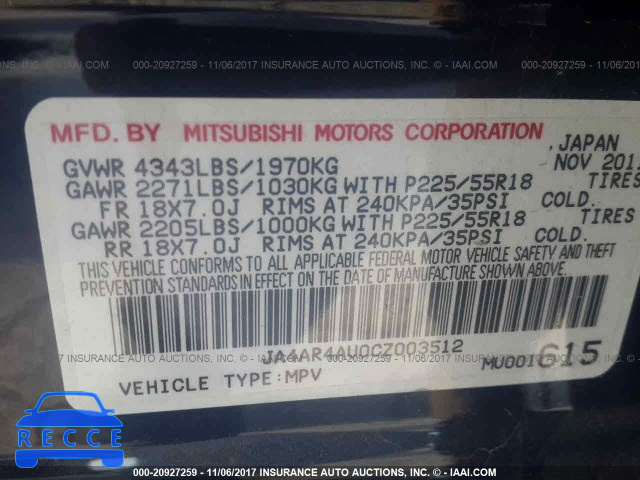 000-20927259 - 11/06/2017 INSURANCE AUTO AUCTIONS, INC. - © IAAI.COM
MFD. BY MITSUBISHI MOTORS CORPORATION
, JAPAN
GVWR 4343LBS/1970KG NOV 201
GAWR 2271LBS/1030KG WITH P225/55R18 TIRES
FR 18X7.0J RIMS AT 240KPA/35PSI COLD.
GAWR 2205LBS/1000KG WITH P225/55R18 TIRES
RR 18X7.0J RIMS AT 240KPA/35PSI COLD.
THIS VEHICLE CONFORMS TO ALL APPLICABLE FEDERAL MOTOR VEHICLE SAFETY AND THEFT
PREVENTION STANDARDS IN EFFECT ON THE DATE OF MANUFACTURE SHOWN ABOVE.
JA4AR4AU0CZ003512
MU001G15
VEHICLE TYPE:MPV
RECCE
000-20927259 - 11/06/2017 INSURANCE AUTO AUCTIONS, INC. - © IAAI.COM